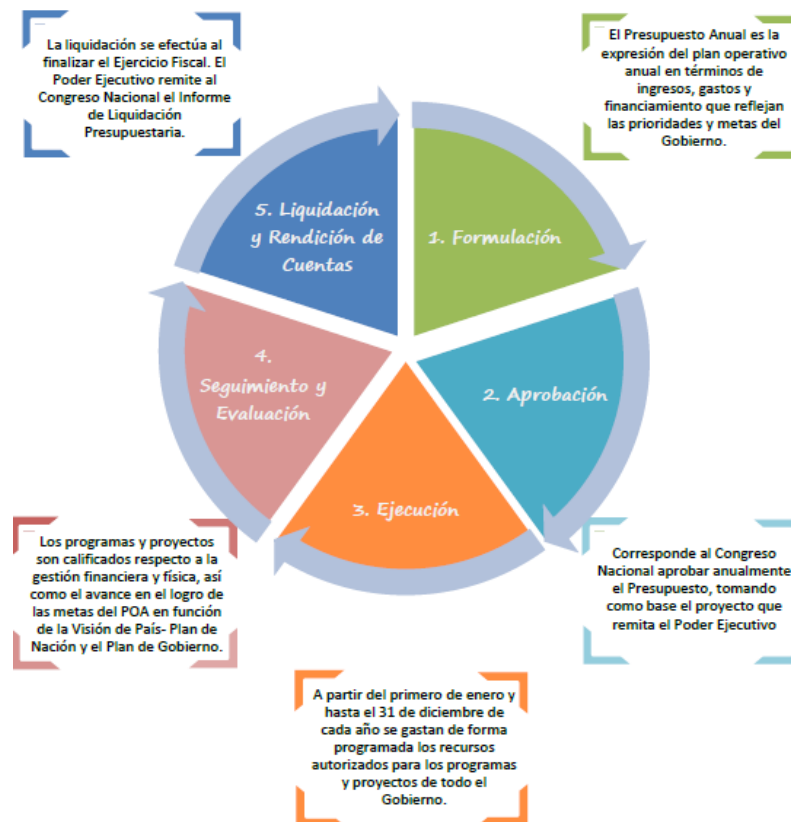 La liquidación se efectúa al
finalizar el Ejercicio Fiscal. El
Poder Ejecutivo remite al
Congreso Nacional el Informe
de Liquidación
Presupuestaria.
El Presupuesto Anual es la
expresión del plan operativo
anual en términos de
ingresos, gastos y
financiamiento que reflejan
las prioridades y metas del
Gobierno.
5. Liquidación
y Rendición de
Cuentas
1. Formulación
4.
Seguimiento y
Evaluación
2. Aprobación
3. Ejecución
Los programas y proyectos
son calificados respecto a la
gestión financiera y física, así
como el avance en el logro de
las metas del POA en función
de la Visión de País- Plan de
Nación y el Plan de Gobierno.
Corresponde al Congreso
Nacional aprobar anualmente
el Presupuesto, tomando
como base el proyecto que
remita el Poder Ejecutivo
A partir del primero de enero y
hasta el 31 de diciembre de
cada año se gastan de forma
programada los recursos
autorizados para los programas
y proyectos de todo el
Gobierno.